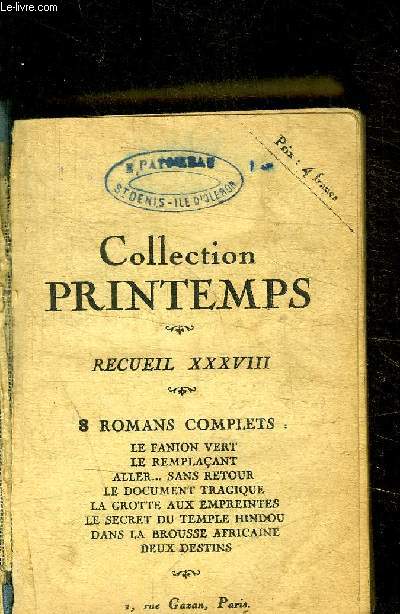 Le-livre.com
ST DENIS - ILE D'OLERON
Prix : 4 francs
Collection
PRINTEMPS
RECUEIL XXXVIII
8 ROMANS COMPLETS :
LE FANION VERT
LE REMPLAÇANT
ALLER... SANS RETOUR
LE DOCUMENT TRAGIQUE
LA GROTTE AUX EMPREINTES
LE SECRET DU TEMPLE HINDOU
DANS LA BROUSSE AFRICAINE
DEUX DESTINS
1, rue Gazan, Paris.